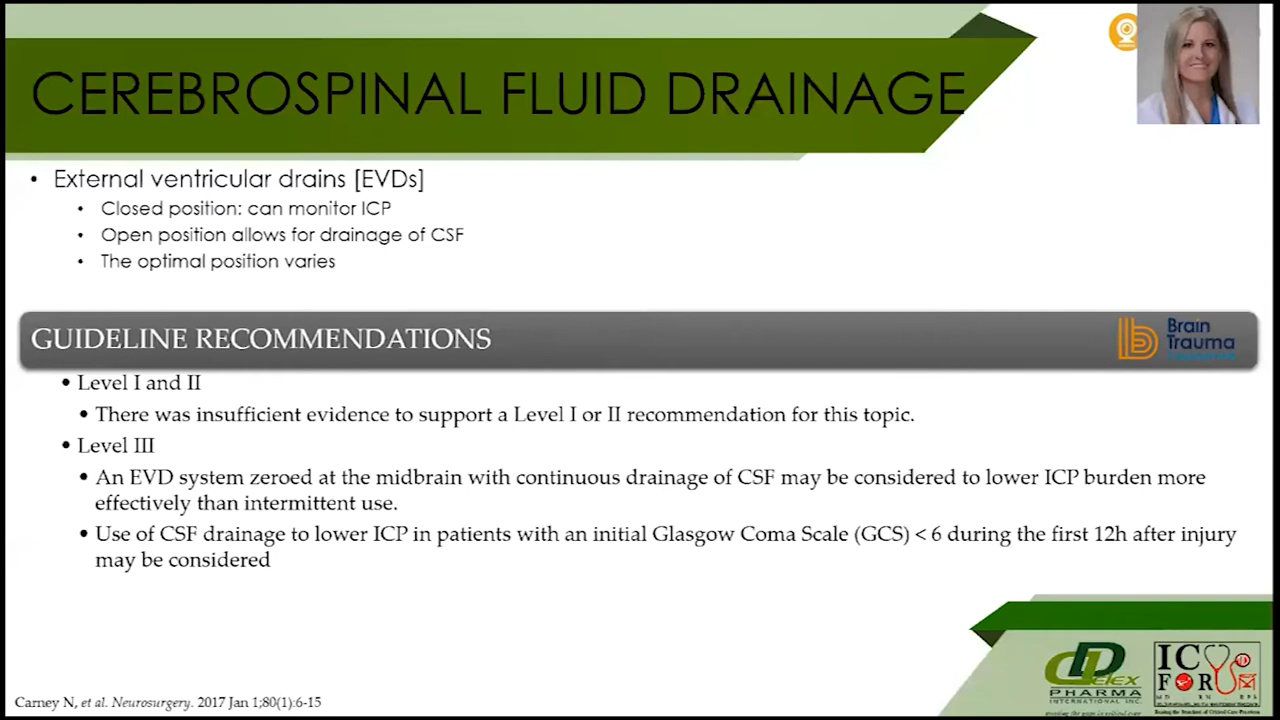 CEREBROSPINAL FLUID DRAINAGE
• External ventricular drains [EVDs]
• Closed position: can monitor ICP
• Open position allows for drainage of CSF
• The optimal position varies
GUIDELINE RECOMMENDATIONS
Brain
Trauma
• Level I and II
• There was insufficient evidence to support a Level I or II recommendation for this topic.
• Level III
• An EVD system zeroed at the midbrain with continuous drainage of CSF may be considered to lower ICP burden more
effectively than intermittent use.
• Use of CSF drainage to lower ICP in patients with an initial Glasgow Coma Scale (GCS) < 6 during the first 12h after injury
may be considered
Carney N, et al. Neurosurgery. 2017 Jan 1;80(1):6-15
PHARMA
INTERNATIONAL INC.
ICU
FORUM